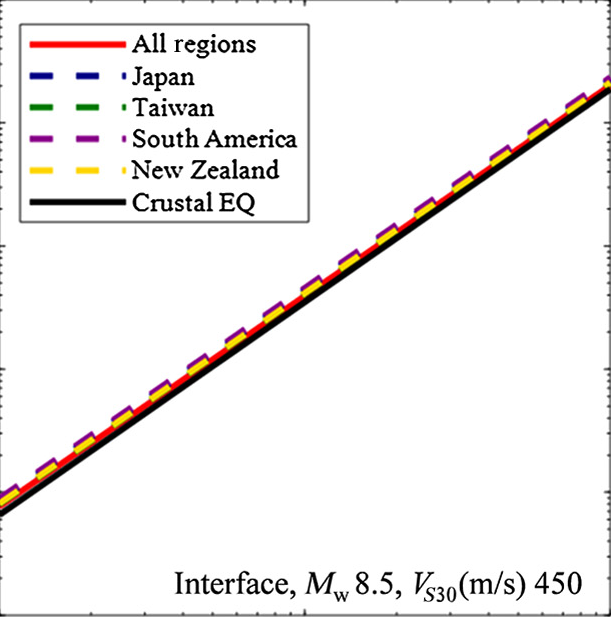 All regions
Japan
Taiwan
South America
New Zealand
Crustal EQ
Interface, Mw 8.5, VS30(m/s) 450